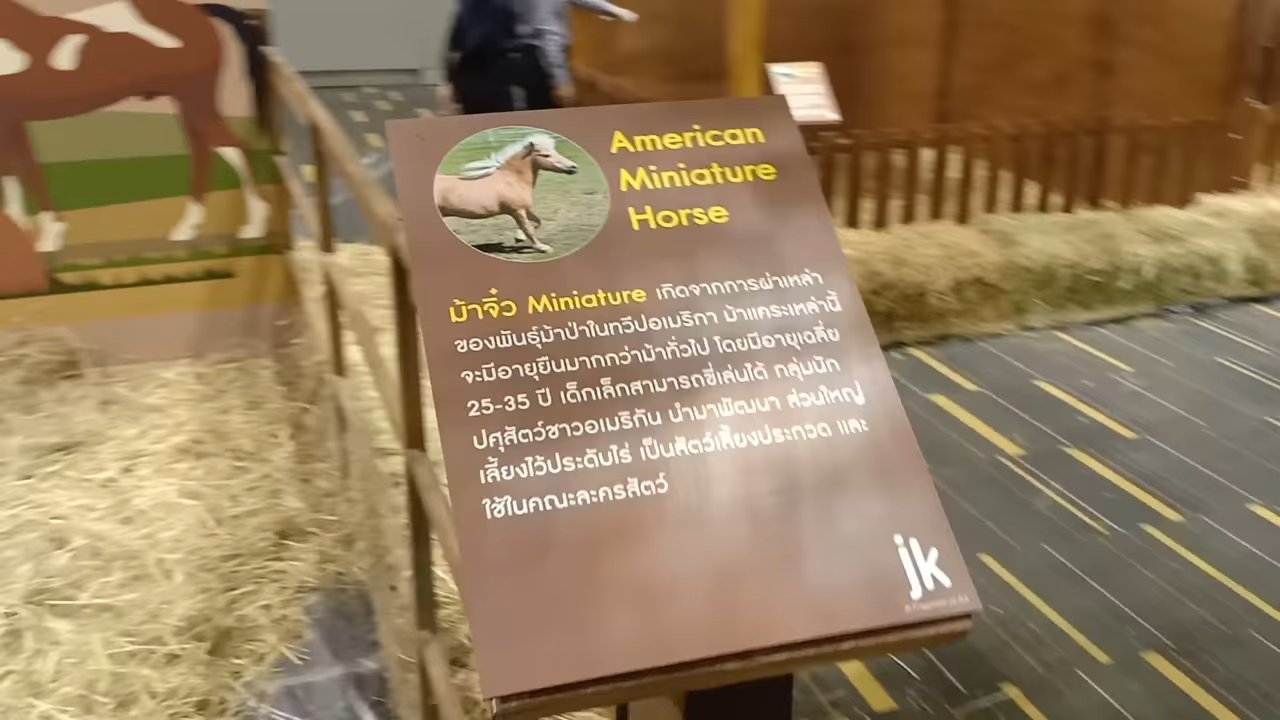 American
Miniature
Horse
ม้าจิ๋ว Miniature เกิดจากการผ่าเหล่า
ของพันธุ์ม้าป่าในทวีปอเมริกา ม้าแคระเหล่านี้
จะมีอายุยืนมากกว่าม้าทั่วไป โดยมีอายุเฉลี่ย
25-35 ปี เด็กเล็กสามารถขี่เล่นได้ กลุ่มนัก
ปศุสัตว์ชาวอเมริกัน นำมาพัฒนา ส่วนใหญ่
เลี้ยงไว้ประดับไร่ เป็นสัตว์เลี้ยงประกวด และ
ใช้ในคณะละครสัตว์
jk